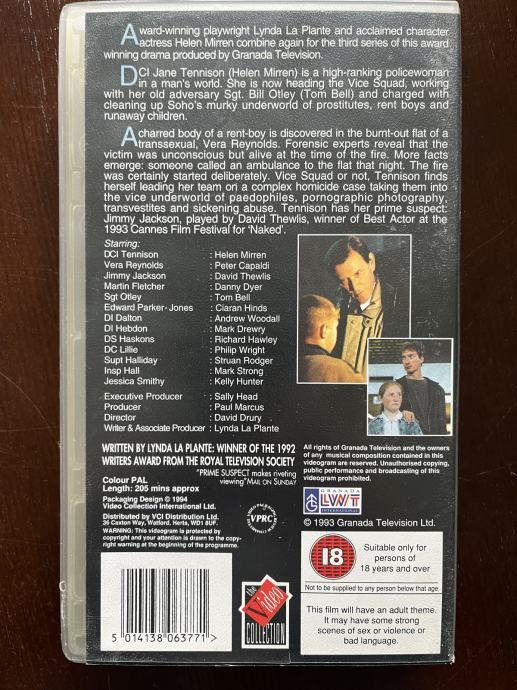 Award-winning playwright Lynda La Plante and acclaimed character
actress Helen Mirren combine again for the third series of this award
winning drama produced by Granada Television.
DCI Jane Tennison (Helen Mirren) is a high-ranking policewoman
in a man's world. She is now heading the Vice Squad, working
with her old adversary Sgt. Bill Otley (Tom Bell) and charged with
cleaning up Soho's murky underworld of prostitutes, rent boys and
runaway children.
A charred body of a rent-boy is discovered in the burnt-out flat of a
transsexual, Vera Reynolds. Forensic experts reveal that the
victim was unconscious but alive at the time of the fire. More facts
emerge: someone called an ambulance to the flat that night. The fire
was certainly started deliberately. Vice Squad or not, Tennison finds
herself leading her team on a complex homicide case taking them into
the vice underworld of paedophiles, pornographic photography,
transvestites and sickening abuse. Tennison has her prime suspect:
Jimmy Jackson, played by David Thewlis, winner of Best Actor at the
1993 Cannes Film Festival for 'Naked'.
Starring:
DCI Tennison : Helen Mirren
Vera Reynolds : Peter Capaldi
Jimmy Jackson : David Thewlis
Martin Fletcher : Danny Dyer
Sgt Otley : Tom Bell
Edward Parker-Jones : Ciaran Hinds
DI Dalton : Andrew Woodall
DI Hebdon : Mark Drewry
DS Haskons : Richard Hawley
DC Lillie : Philip Wright
Supt Halliday : Struan Rodger
Insp Hall : Mark Strong
Jessica Smithy : Kelly Hunter
Executive Producer : Sally Head
Producer : Paul Marcus
Director : David Drury
Writer & Associate Producer : Lynda La Plante
WRITTEN BY LYNDA LA PLANTE: WINNER OF THE 1992
WRITERS AWARD FROM THE ROYAL TELEVISION SOCIETY
"PRIME SUSPECT makes riveting
viewing" MAIL ON SUNDAY
Colour PAL
Length: 205 mins approx
Packaging Design © 1994
Video Collection International Ltd.
Distributed by VCI Distribution Ltd.
36 Caxton Way, Watford, Herts, WD1 8UF.
WARNING: This videogram is protected by
copyright and your attention is drawn to the copy-
right warning at the beginning of the programme.
VPRC
All rights of Granada Television and the owners
of any musical composition contained in this
videogram are reserved. Unauthorised copying,
public performance and broadcasting of this
videogram prohibited.
GRANADA
LWT
INTERNATIONAL
© 1993 Granada Television Ltd.
18
Suitable only for
persons of
18 years and over
Not to be supplied to any person below that age.
This film will have an adult theme.
It may have some strong
scenes of sex or violence or
bad language.
the
Video
COLLECTION
5 014138 063771 >